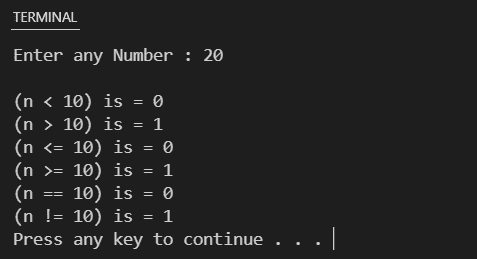 TERMINAL
Enter any Number : 20
(n < 10) is = 0
(n > 10) is = 1
(n <= 10) is = 0
(n >= 10) is = 1
(n == 10) is = 0
(n != 10) is = 1
Press any key to continue . . .